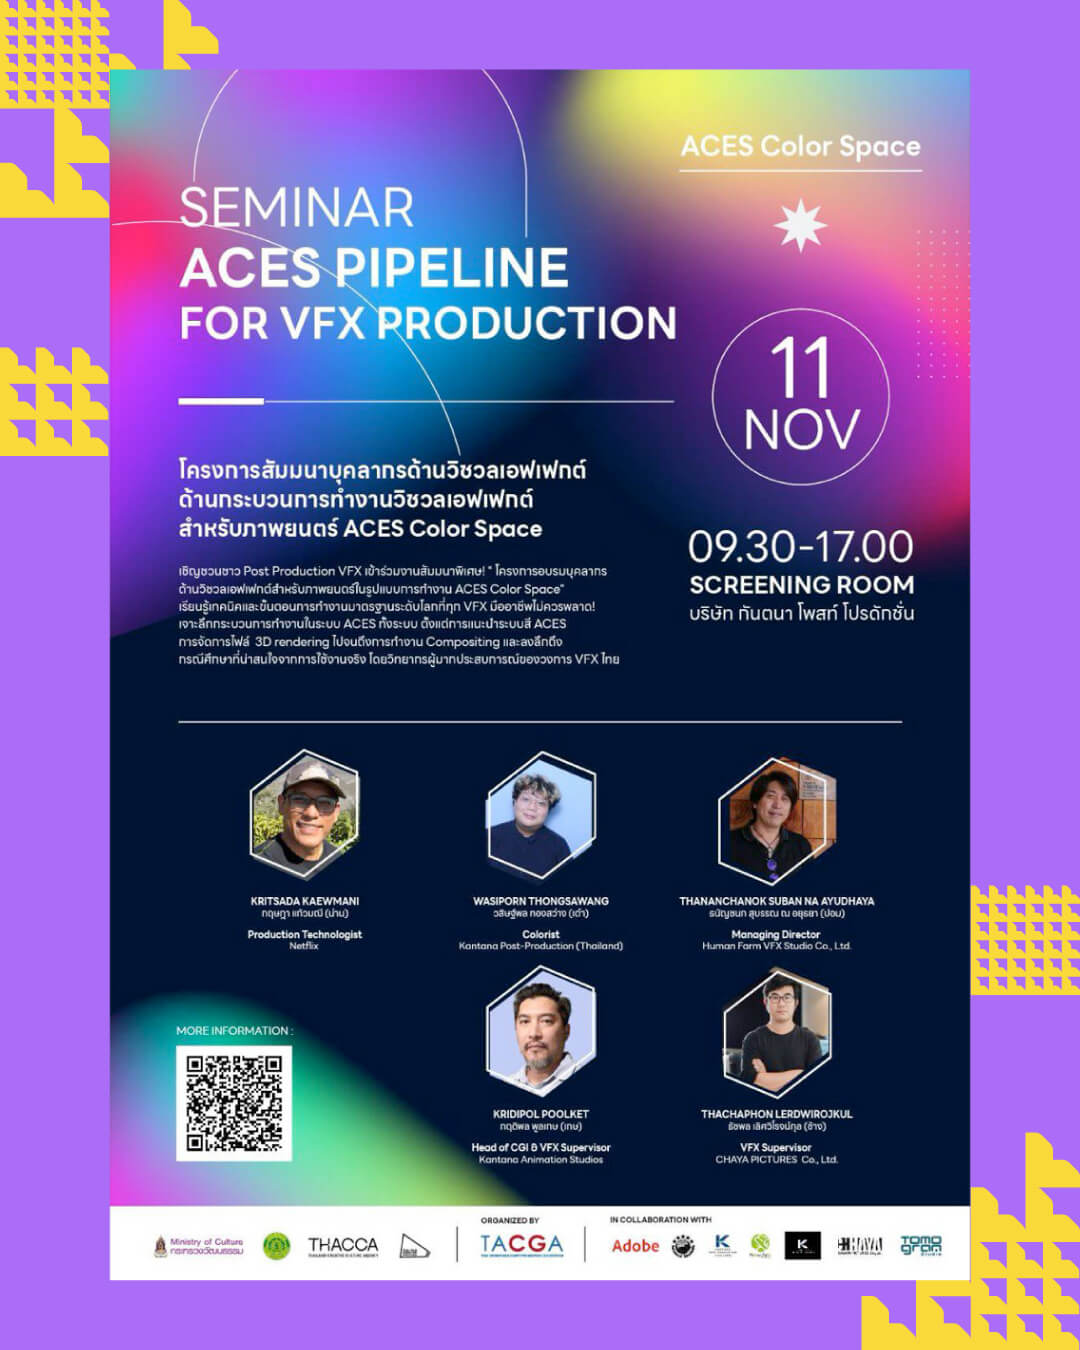 ACES Color Space
SEMINAR
ACES PIPELINE
FOR VFX PRODUCTION
11
NOV
โครงการสัมมนาบุคลากรด้านวิชวลเอฟเฟกต์
ด้านกระบวนการทำงานวิชวลเอฟเฟกต์
สำหรับภาพยนตร์ ACES Color Space
09.30-17.00
SCREENING ROOM
บริษัท กันตนา โพสท์ โปรดักชั่น
เชิญชวนชาว Post Production VFX เข้าร่วมงานสัมมนาพิเศษ! " โครงการอบรมบุคลากร
ด้านวิชวลเอฟเฟกต์สำหรับภาพยนตร์ในรูปแบบการทำงาน ACES Color Space"
เรียนรู้เทคนิคและขั้นตอนการทำงานมาตรฐานระดับโลกที่ทุก VFX มืออาชีพไม่ควรพลาด!
เจาะลึกกระบวนการทำงานในระบบ ACES ทั้งระบบ ตั้งแต่การแนะนำระบบสี ACES
การจัดการไฟล์ 3D rendering ไปจนถึงการทำงาน Compositing และลงลึกถึง
กรณีศึกษาที่น่าสนใจจากการใช้งานจริง โดยวิทยากรผู้มากประสบการณ์ของวงการ VFX ไทย
KRITSADA KAEWMANI
กฤษฎา แก้วมณี (น่าน)
Production Technologist
Netflix
WASIPORN THONGSAWANG
วสิษฐ์พล ทองสว่าง (เต๋า)
Colorist
Kantana Post-Production (Thailand)
THANANCHANOK SUBAN NA AYUDHAYA
ธนัญชนก สุบรรณ ณ อยุธยา (ปอม)
Managing Director
Human Farm VFX Studio Co., Ltd.
KRIDIPOL POOLKET
กฤติพล พูลเกษ (เกษ)
Head of CGI & VFX Supervisor
Kantana Animation Studios
THACHAPHON LERDWIROJKUL
ธัชพล เลิศวิโรจน์กุล (ช้าง)
VFX Supervisor
CHAYA PICTURES Co., Ltd.
MORE INFORMATION :
Ministry of Culture
กระทรวงวัฒนธรรม
THACCA
THAILAND CREATIVE CULTURE AGENCY
ORGANIZED BY
TACGA
IN COLLABORATION WITH
Adobe
K
K
CHAYA
TOMO
gram
STUDIO